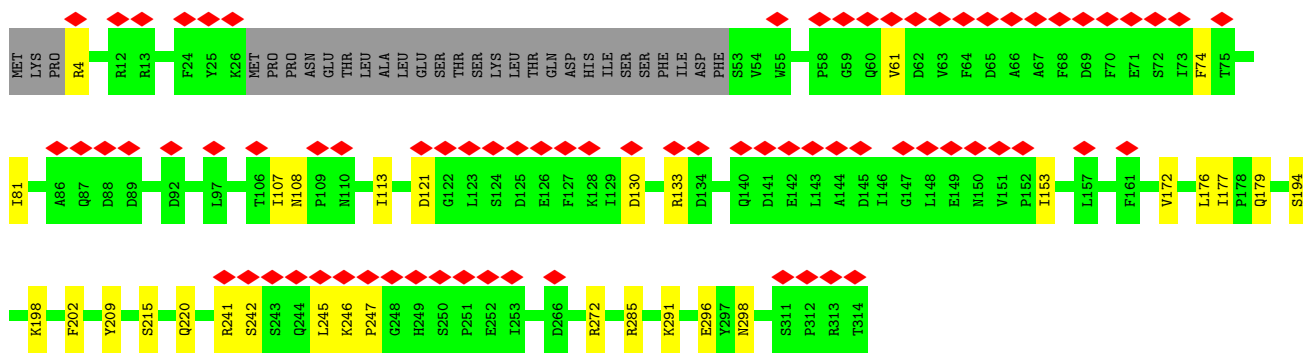 MET LYS PRO R4 R12 R13 F24 Y25 K26 MET PRO PRO ASN GLU THR LEU ALA LEU GLU SER THR SER LYS LEU THR GLN ASP HIS ILE SER SER PHE ILE ASP PHE S53 V54 W55 P58 G59 Q60 V61 D62 V63 F64 D65 A66 A67 F68 D69 F70 E71 S72 I73 F74 T75
I81 A86 Q87 D88 D89 D92 L97 T106 I107 N108 P109 N110 I113 D121 G122 L123 S124 D125 E126 F127 K128 I129 D130 R133 D134 Q140 D141 E142 L143 A144 D145 I146 G147 L148 E149 N150 V151 P152 I153 L157 F161 V172 L176 I177 P178 Q179 S194
K198 F202 Y209 S215 Q220 R241 S242 S243 Q244 L245 K246 P247 G248 H249 S250 P251 E252 I253 D266 R272 R285 K291 E296 Y297 N298 S311 P312 R313 T314